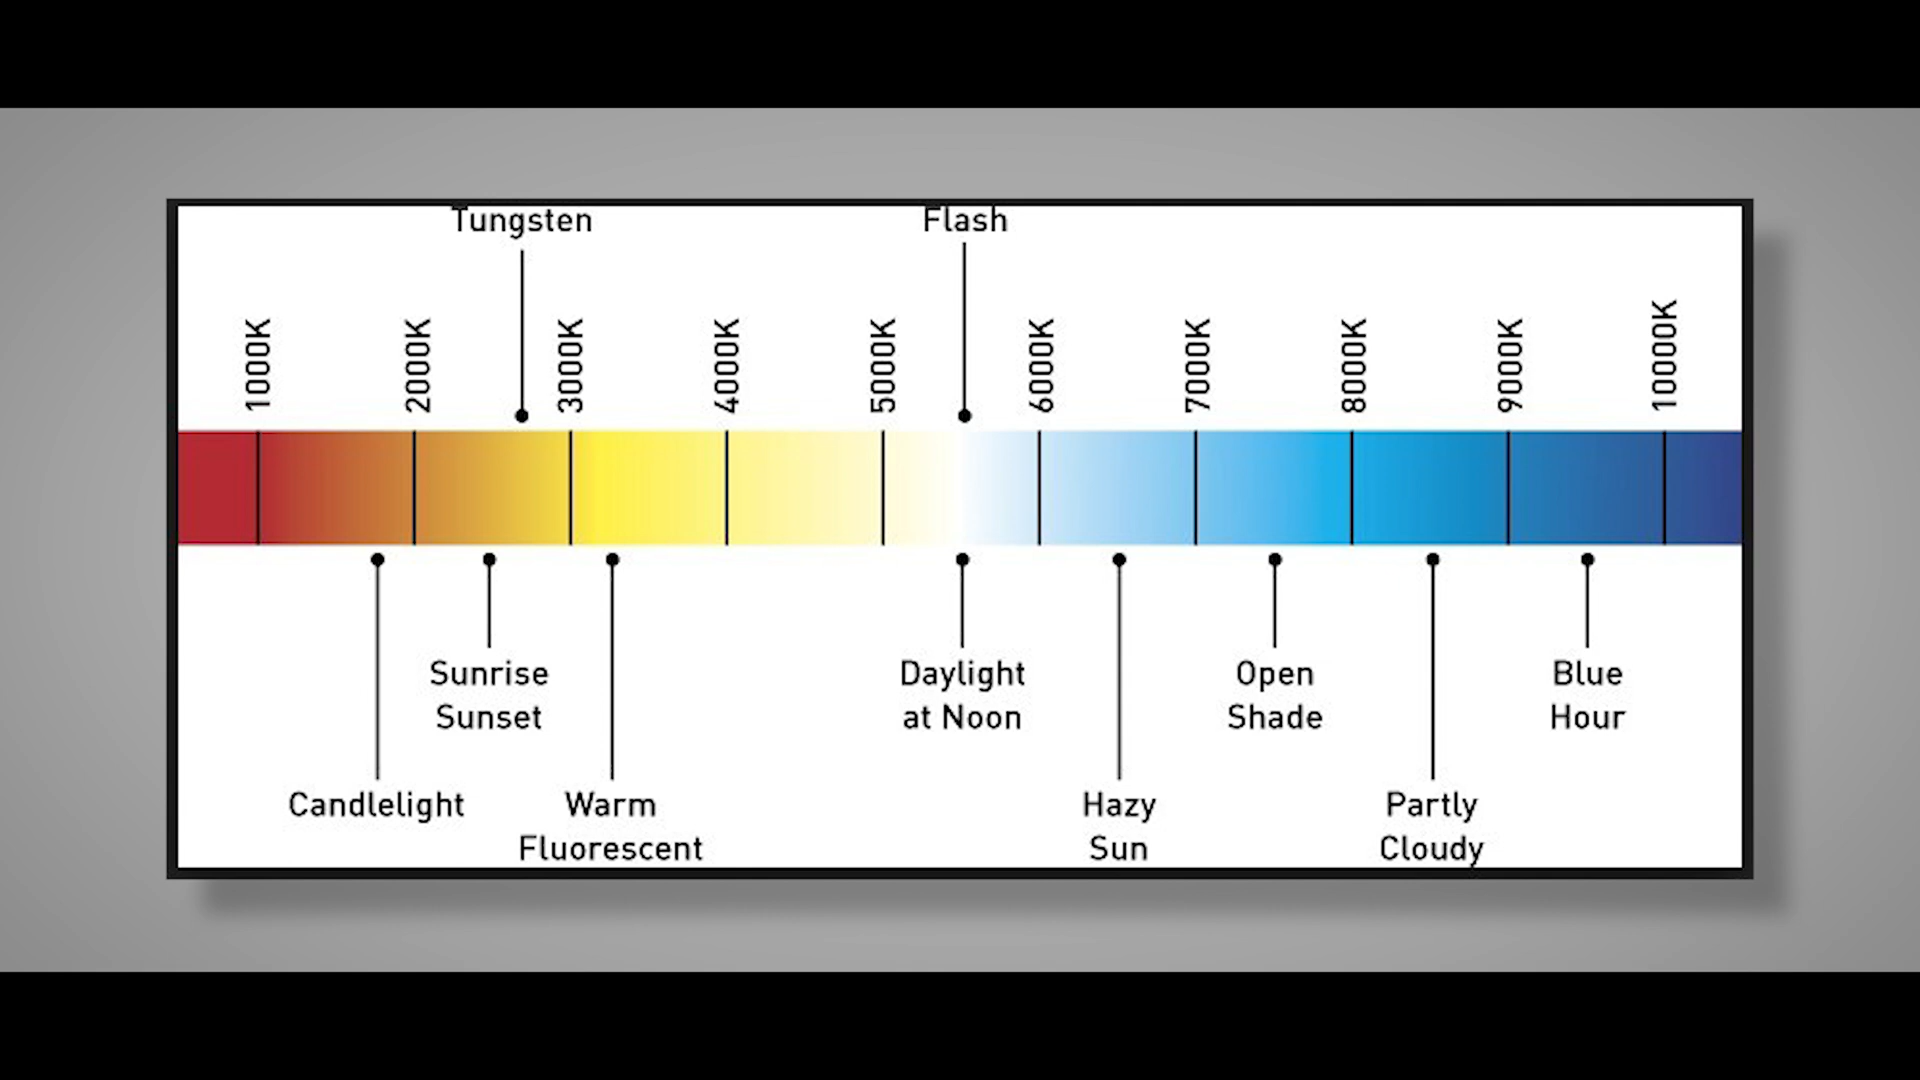 Tungsten
Flash
1000K
2000K
3000K
4000K
5000K
6000K
7000K
8000K
9000K
10000K
Sunrise
Sunset
Daylight
at Noon
Open
Shade
Blue
Hour
Candlelight
Warm
Fluorescent
Hazy
Sun
Partly
Cloudy